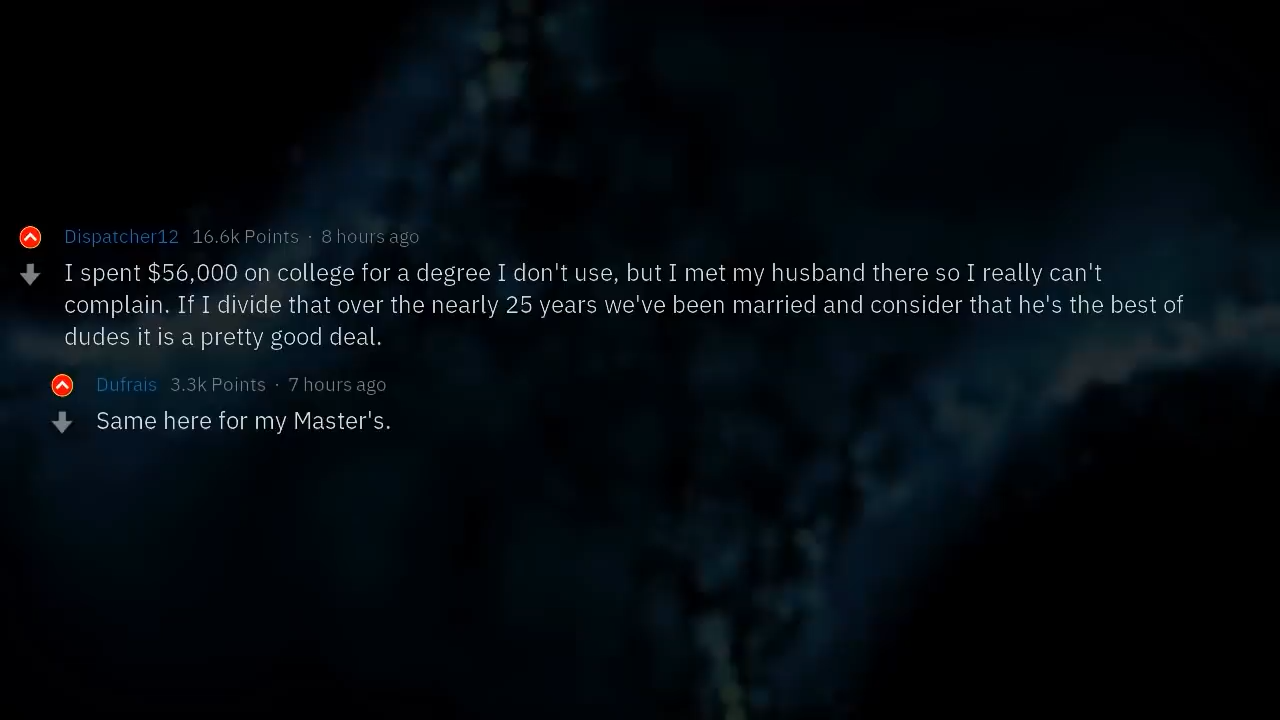 Dispatcher12 16.6k Points · 8 hours ago
I spent $56,000 on college for a degree I don't use, but I met my husband there so I really can't
complain. If I divide that over the nearly 25 years we've been married and consider that he's the best of
dudes it is a pretty good deal.
Dufrais 3.3k Points · 7 hours ago
Same here for my Master's.